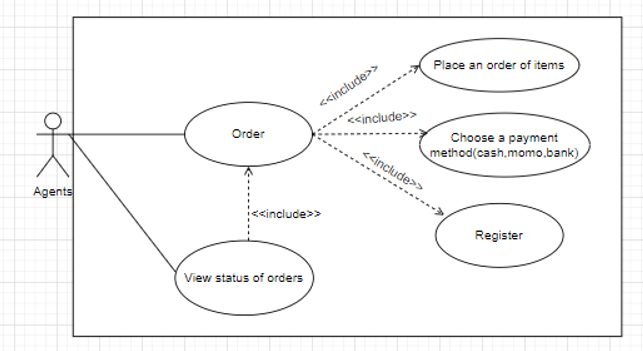 Place an order of items
<<include>>
<<include>>
Order
Choose a payment
method(cash,momo,bank)
<<include>>
Agents
<<include>>
Register
View status of orders